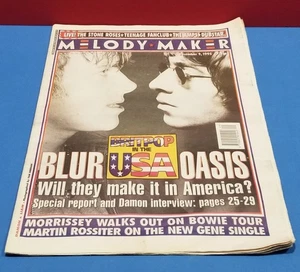 LIVE! THE STONE ROSES • TEENAGE FANCLUB •
MELODY MAKER
BRITPOP
IN THE
USA
BLUR OASIS
Will they make it in America?
Special report and Damon interview: pages 25-29
MORRISSEY WALKS OUT ON BOWIE TOUR
MARTIN ROSSITER ON THE NEW GENE SINGLE